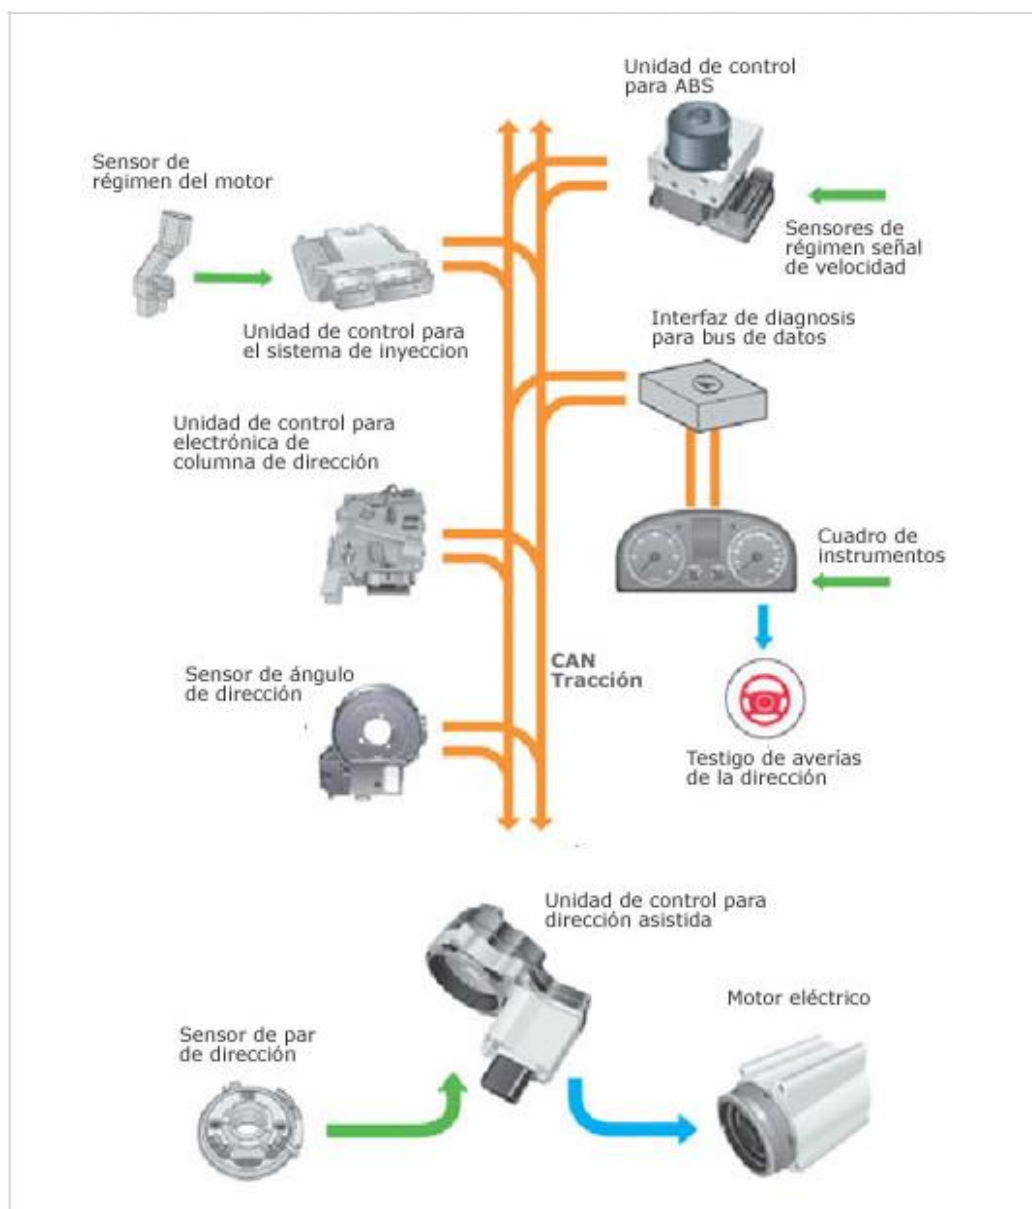 Unidad de control
para ABS
Sensor de
régimen del motor
Sensores de
régimen señal
de velocidad
Unidad de control para
el sistema de inyeccion
Interfaz de diagnosis
para bus de datos
Unidad de control para
electrónica de
columna de dirección
Cuadro de
instrumentos
CAN
Tracción
Sensor de ángulo
de dirección
Testigo de averías
de la dirección
Unidad de control para
dirección asistida
Motor eléctrico
Sensor de par
de dirección